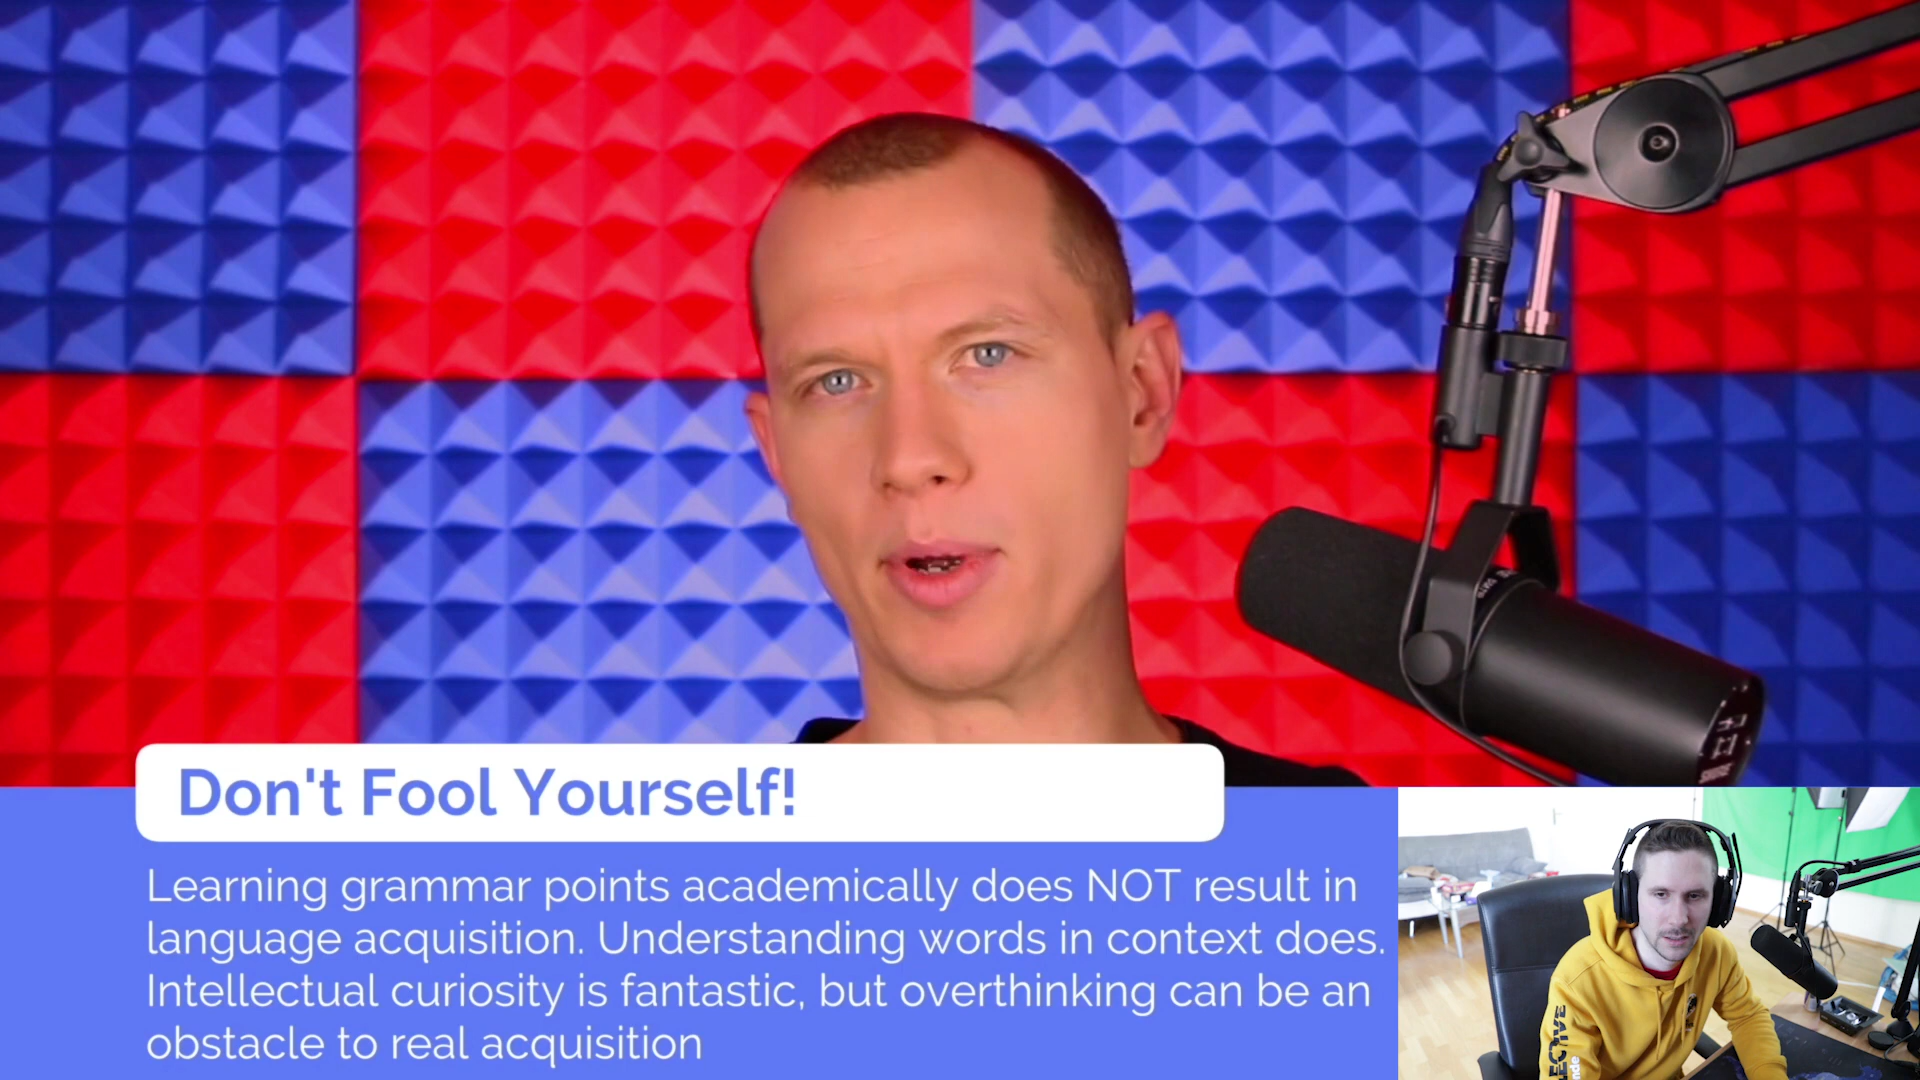 Don't Fool Yourself!
Learning grammar points academically does NOT result in
language acquisition. Understanding words in context does.
Intellectual curiosity is fantastic, but overthinking can be an
obstacle to real acquisition